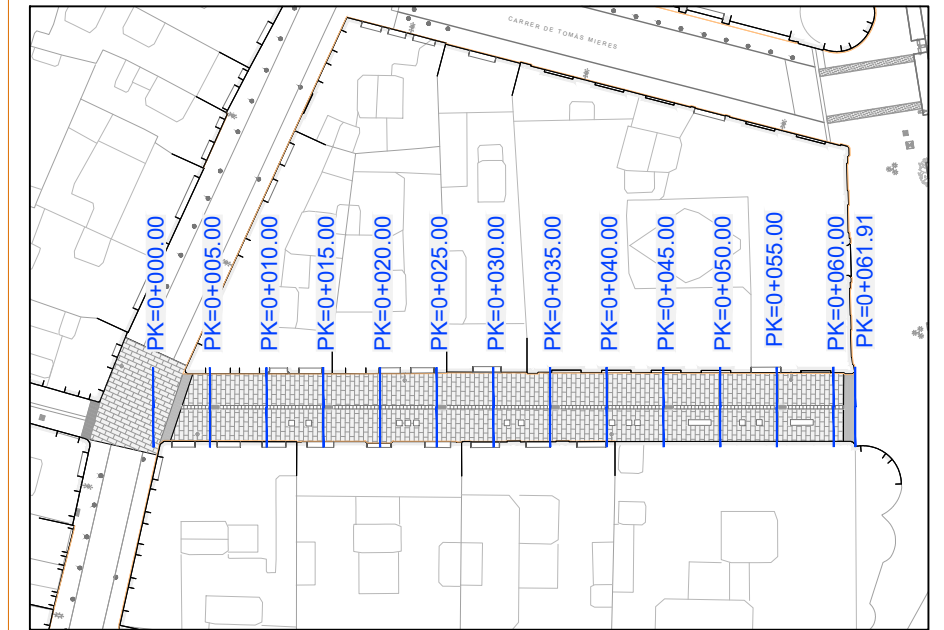 CARRER DE TOMÀS MIERES
PK=0+000.00
PK=0+005.00
PK=0+010.00
PK=0+015.00
PK=0+020.00
PK=0+025.00
PK=0+030.00
PK=0+035.00
PK=0+040.00
PK=0+045.00
PK=0+050.00
PK=0+055.00
PK=0+060.00
PK=0+061.91